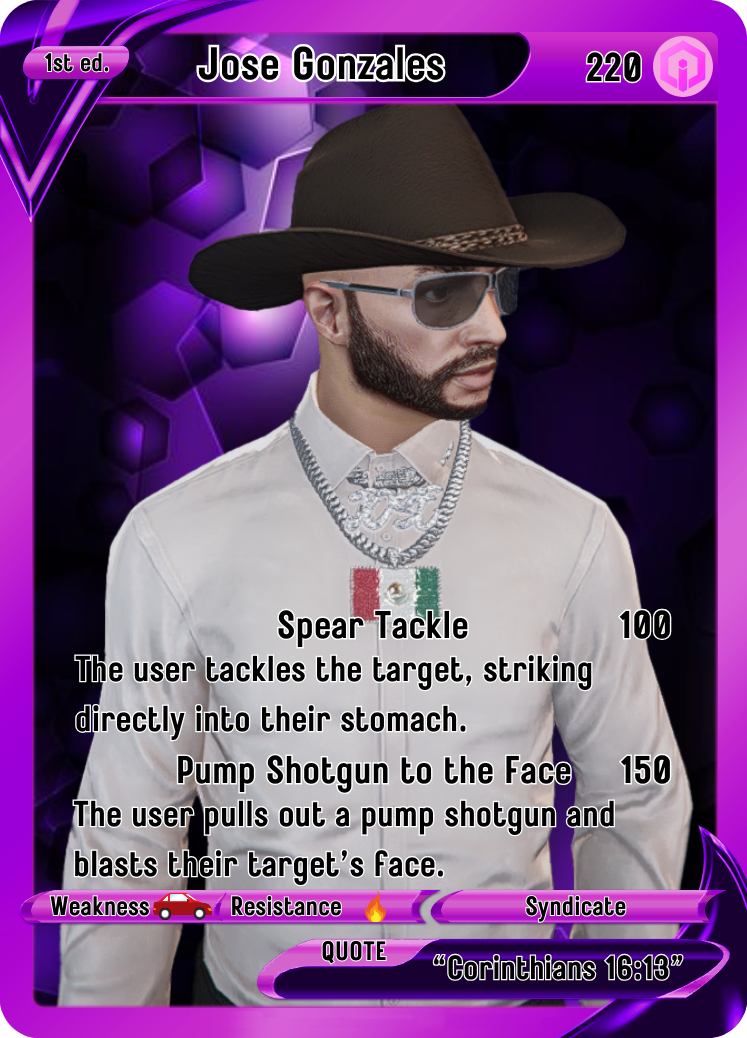 1st ed.
Jose Gonzales
220
Spear Tackle 100
The user tackles the target, striking
directly into their stomach.
Pump Shotgun to the Face 150
The user pulls out a pump shotgun and
blasts their target's face.
Weakness Resistance Syndicate
QUOTE
“Corinthians 16:13”